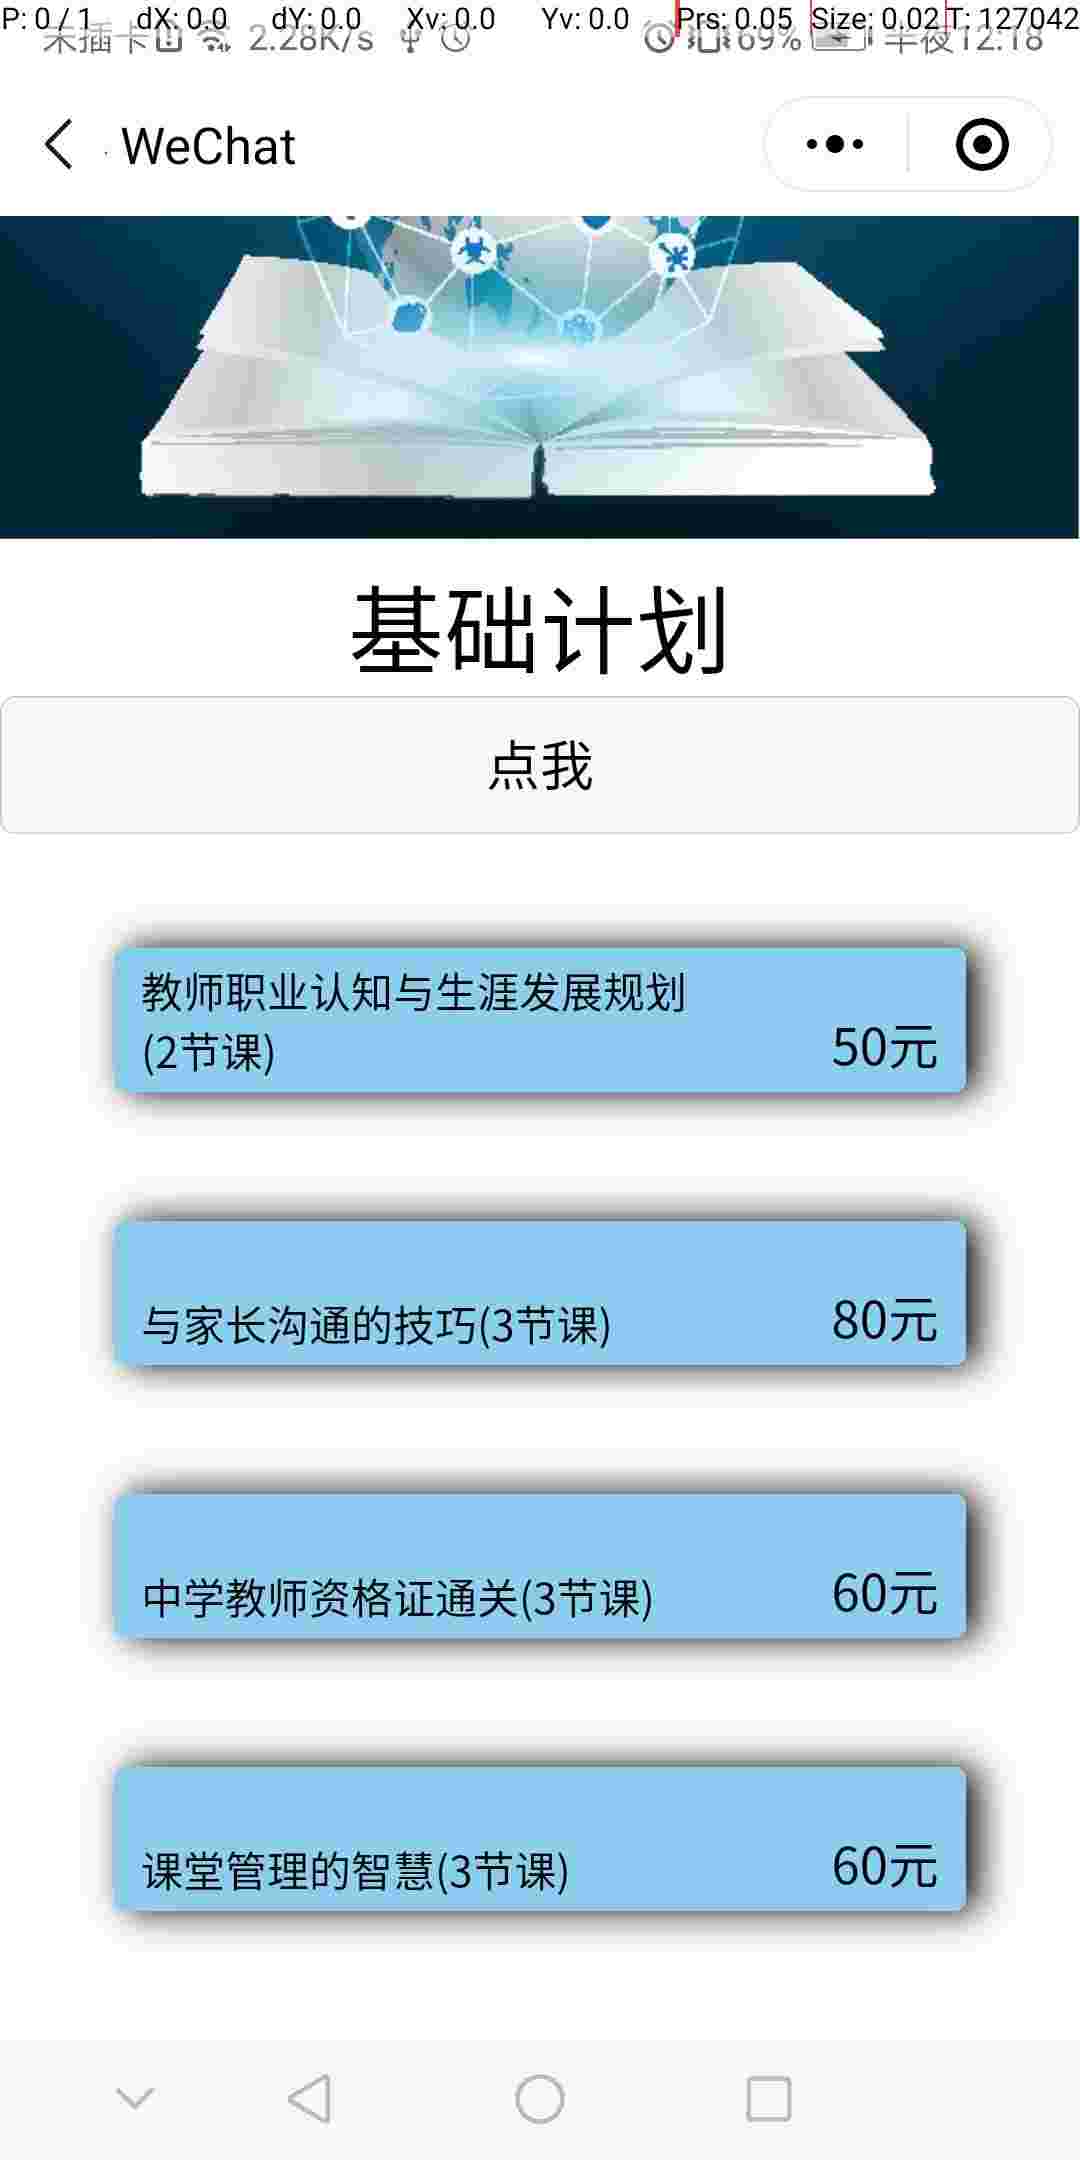 P: 0 / 1 dX: 0.0 dY: 0.0 Xv: 0.0 Yv: 0.0 Prs: 0.05 Size: 0.02 T: 127042
未插卡 2.28K/s 69% 半夜12:18
WeChat
基础计划
点我
教师职业认知与生涯发展规划
(2节课)
50元
与家长沟通的技巧(3节课)
80元
中学教师资格证通关(3节课)
60元
课堂管理的智慧(3节课)
60元